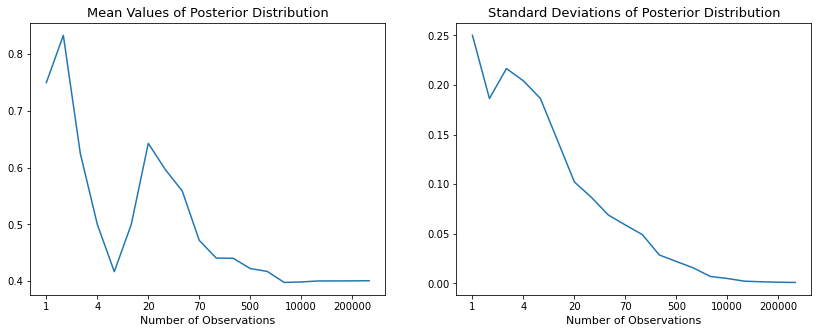 Mean Values of Posterior Distribution
0.8
0.7
0.6
0.5
0.4
1 4 20 70 500 10000 200000
Number of Observations
Standard Deviations of Posterior Distribution
0.25
0.20
0.15
0.10
0.05
0.00
1 4 20 70 500 10000 200000
Number of Observations